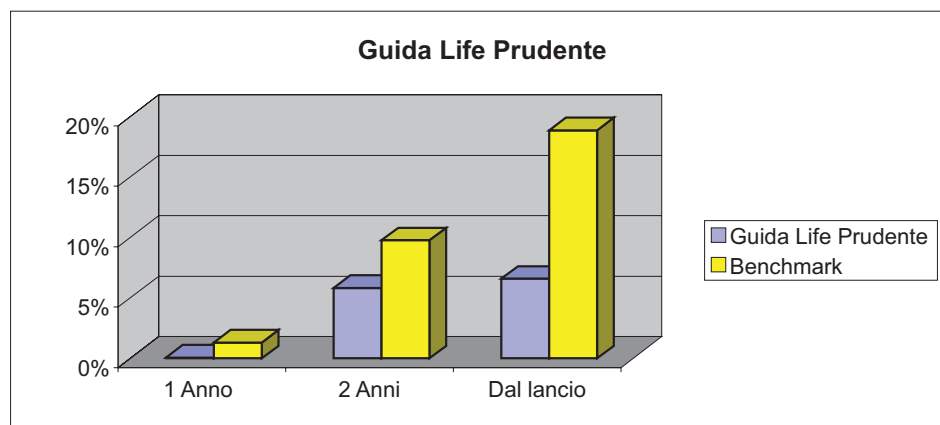 Guida Life Prudente
20%
15%
10%
5%
0%
1 Anno
2 Anni
Dal lancio
Guida Life Prudente
Benchmark